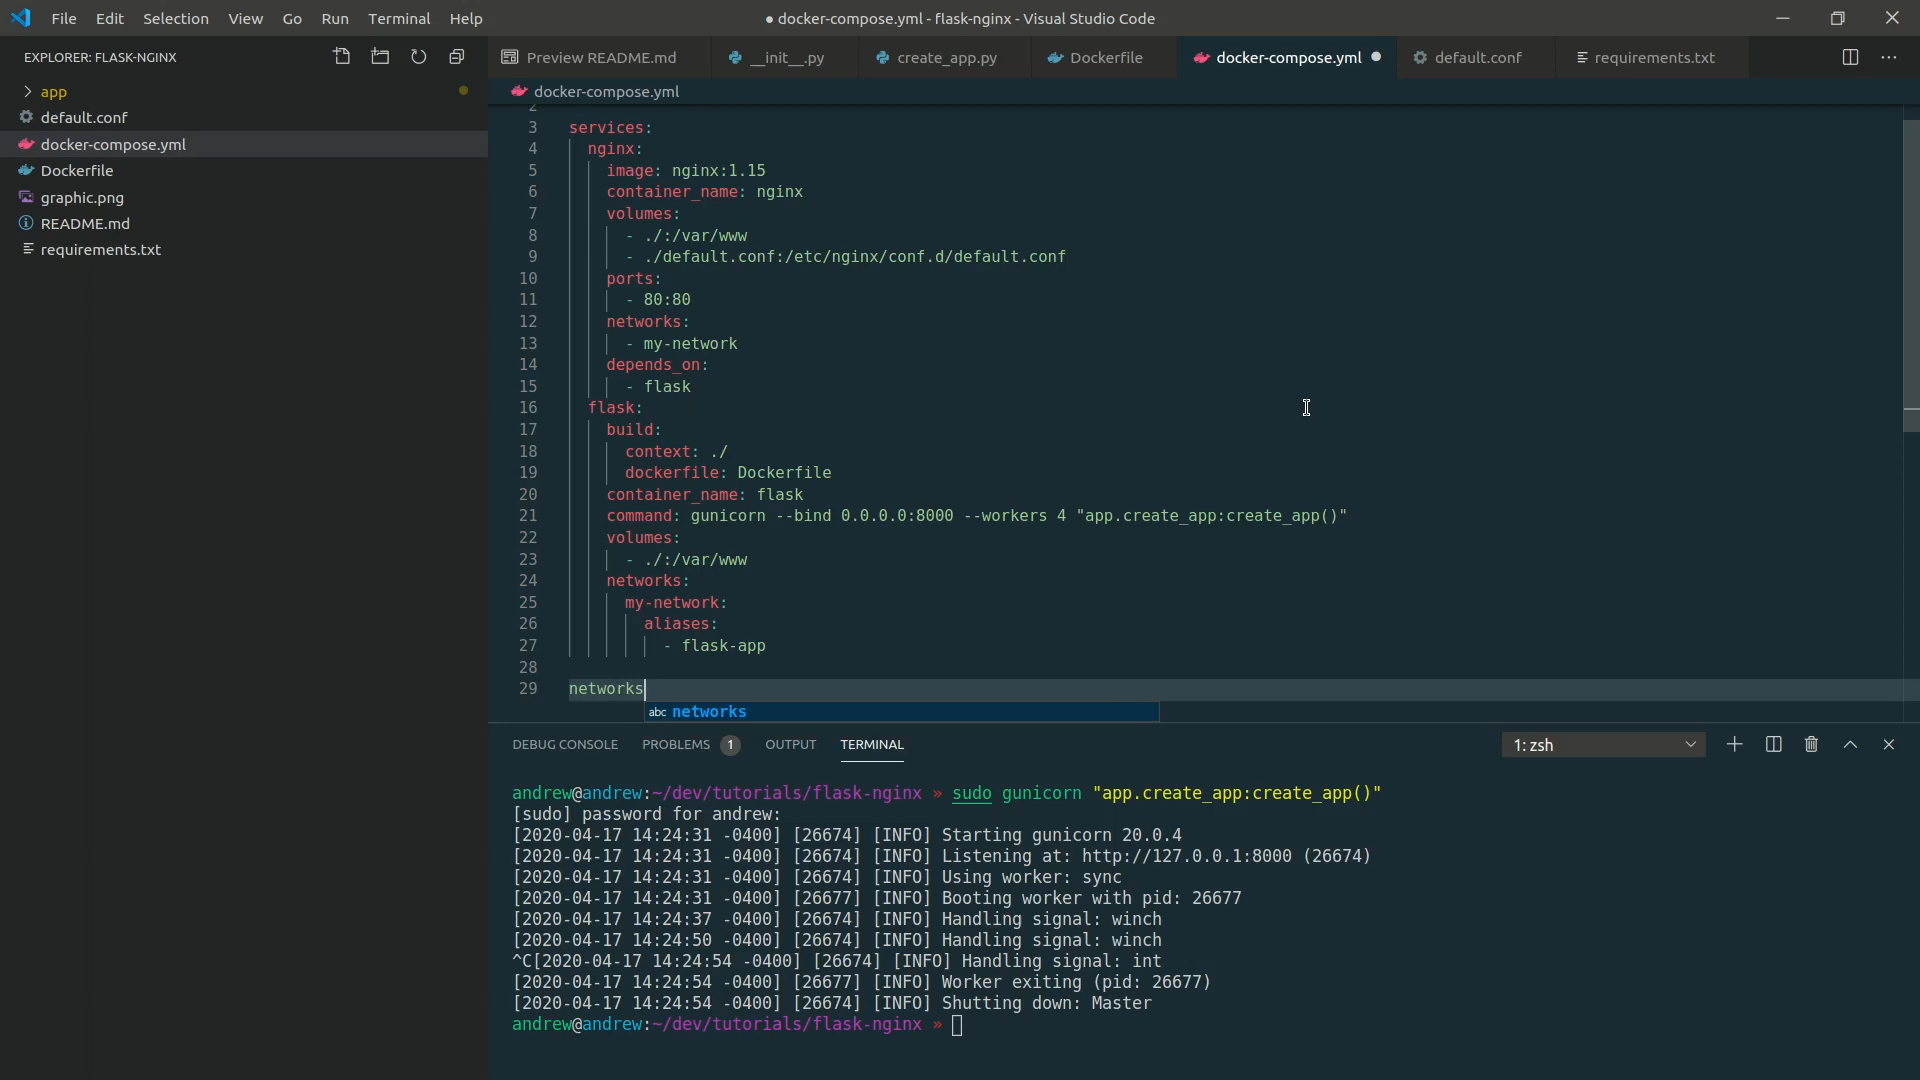 File Edit Selection View Go Run Terminal Help
● docker-compose.yml - flask-nginx - Visual Studio Code
EXPLORER: FLASK-NGINX
app
default.conf
docker-compose.yml
Dockerfile
graphic.png
README.md
requirements.txt
Preview README.md __init__.py create_app.py Dockerfile docker-compose.yml default.conf requirements.txt
docker-compose.yml
2
3 services:
4 nginx:
5 image: nginx:1.15
6 container_name: nginx
7 volumes:
8 - ./:/var/www
9 - ./default.conf:/etc/nginx/conf.d/default.conf
10 ports:
11 - 80:80
12 networks:
13 - my-network
14 depends_on:
15 - flask
16 flask:
17 build:
18 context: ./
19 dockerfile: Dockerfile
20 container_name: flask
21 command: gunicorn --bind 0.0.0.0:8000 --workers 4 "app.create_app:create_app()"
22 volumes:
23 - ./:/var/www
24 networks:
25 my-network:
26 aliases:
27 - flask-app
28
29 networks
abc networks
DEBUG CONSOLE PROBLEMS 1 OUTPUT TERMINAL 1: zsh
andrew@andrew:~/dev/tutorials/flask-nginx » sudo gunicorn "app.create_app:create_app()"
[sudo] password for andrew:
[2020-04-17 14:24:31 -0400] [26674] [INFO] Starting gunicorn 20.0.4
[2020-04-17 14:24:31 -0400] [26674] [INFO] Listening at: http://127.0.0.1:8000 (26674)
[2020-04-17 14:24:31 -0400] [26674] [INFO] Using worker: sync
[2020-04-17 14:24:31 -0400] [26677] [INFO] Booting worker with pid: 26677
[2020-04-17 14:24:37 -0400] [26674] [INFO] Handling signal: winch
[2020-04-17 14:24:50 -0400] [26674] [INFO] Handling signal: winch
^C[2020-04-17 14:24:54 -0400] [26674] [INFO] Handling signal: int
[2020-04-17 14:24:54 -0400] [26677] [INFO] Worker exiting (pid: 26677)
[2020-04-17 14:24:54 -0400] [26674] [INFO] Shutting down: Master
andrew@andrew:~/dev/tutorials/flask-nginx »